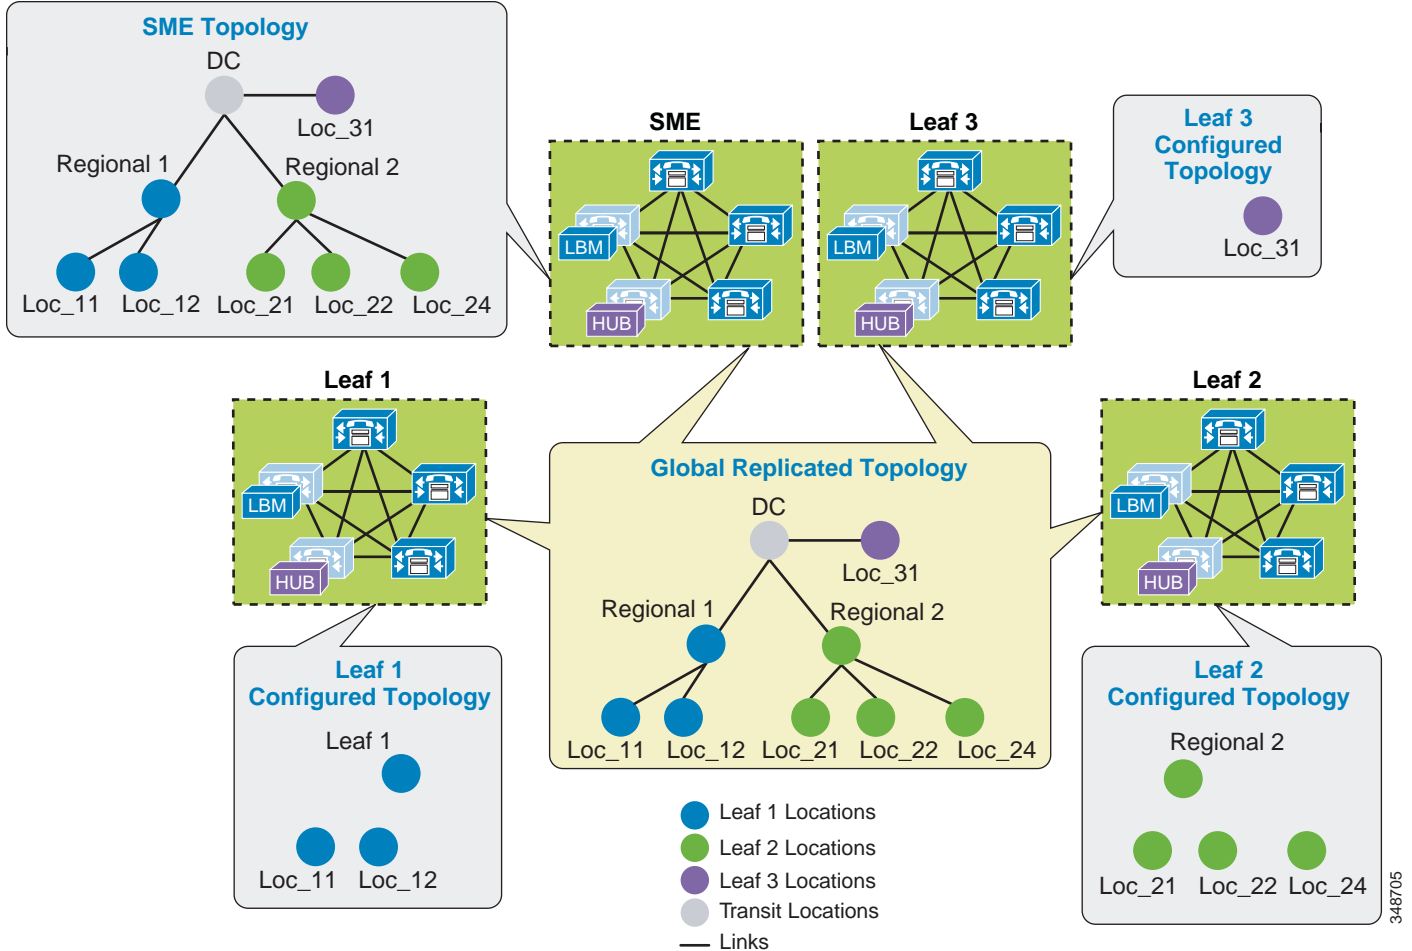 SME Topology
DC
Loc_31
Regional 1
Regional 2
Loc_11
Loc_12
Loc_21
Loc_22
Loc_24
SME
LBM
HUB
Leaf 3
LBM
HUB
Leaf 3
Configured
Topology
Loc_31
Leaf 1
LBM
HUB
Leaf 2
LBM
HUB
Global Replicated Topology
DC
Loc_31
Regional 1
Regional 2
Loc_11
Loc_12
Loc_21
Loc_22
Loc_24
Leaf 1
Configured Topology
Leaf 1
Loc_11
Loc_12
Leaf 2
Configured Topology
Regional 2
Loc_21
Loc_22
Loc_24
Leaf 1 Locations
Leaf 2 Locations
Leaf 3 Locations
Transit Locations
Links
348705